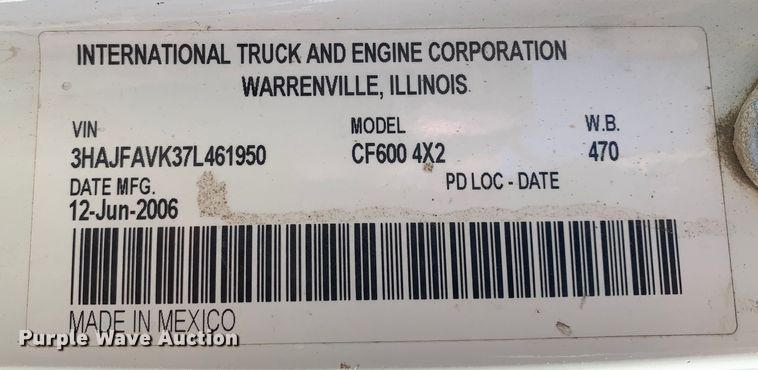 INTERNATIONAL TRUCK AND ENGINE CORPORATION
WARRENVILLE, ILLINOIS
VIN MODEL W.B.
3HAJFAVK37L461950 CF600 4X2 470
DATE MFG. PD LOC - DATE
12-Jun-2006
MADE IN MEXICO
Purple Wave Auction